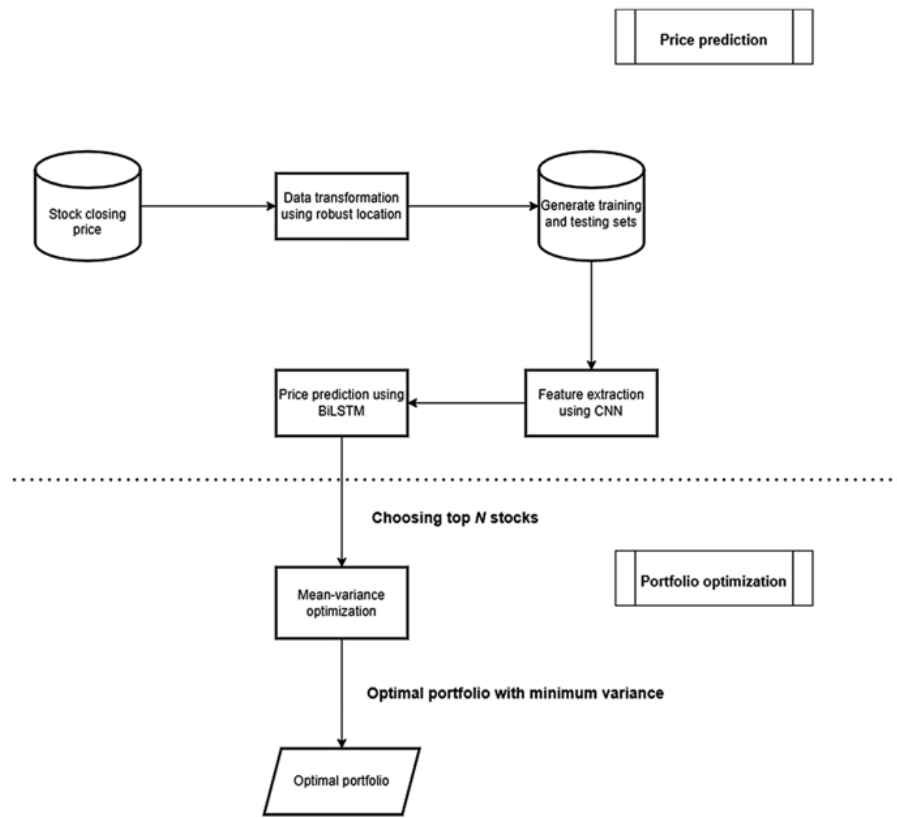 Price prediction
Stock closing
price
Data transformation
using robust location
Generate training
and testing sets
Price prediction using
BiLSTM
Feature extraction
using CNN
Choosing top N stocks
Mean-variance
optimization
Portfolio optimization
Optimal portfolio with minimum variance
Optimal portfolio